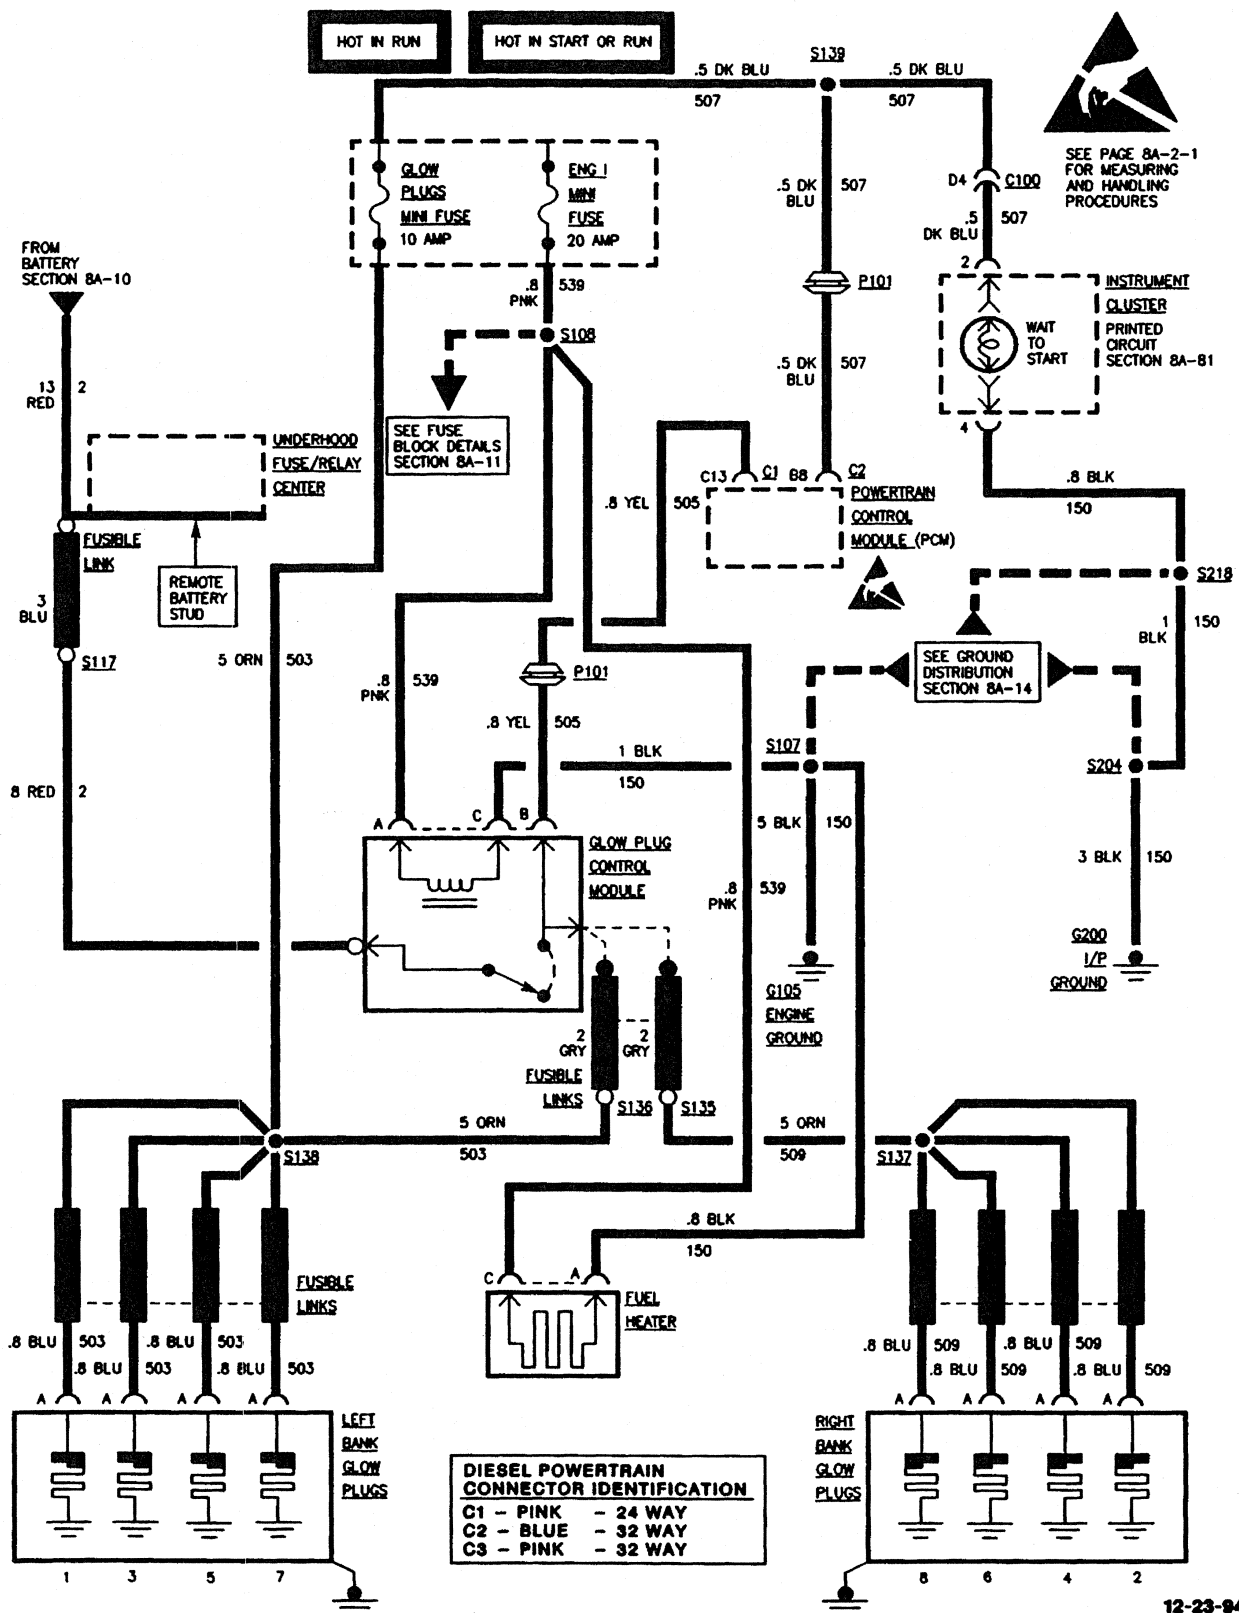 HOT IN RUN
HOT IN START OR RUN
S139
.5 DK BLU
507
.5 DK BLU
507
SEE PAGE 8A-2-1
FOR MEASURING
AND HANDLING
PROCEDURES
GLOW
PLUGS
MINI FUSE
10 AMP
ENG I
MINI
FUSE
20 AMP
.5 DK
BLU
507
D4
C100
.5
DK BLU
507
2
FROM
BATTERY
SECTION 8A-10
.8
PNK
539
P101
INSTRUMENT
CLUSTER
PRINTED
CIRCUIT
SECTION 8A-81
WAIT
TO
START
4
S108
.5 DK
BLU
507
13
RED
2
SEE FUSE
BLOCK DETAILS
SECTION 8A-11
UNDERHOOD
FUSE/RELAY
CENTER
C13
C1
B8
C2
.8 YEL
505
POWERTRAIN
CONTROL
MODULE (PCM)
.8 BLK
150
FUSIBLE
LINK
REMOTE
BATTERY
STUD
3
BLU
S117
S218
1
BLK
150
5 ORN
503
.8
PNK
539
P101
.8 YEL
505
SEE GROUND
DISTRIBUTION
SECTION 8A-14
1 BLK
150
S107
S204
8 RED
2
A
C
B
5 BLK
150
GLOW PLUG
CONTROL
MODULE
3 BLK
150
.8
PNK
539
G200
I/P
GROUND
G105
ENGINE
GROUND
2
GRY
2
GRY
FUSIBLE
LINKS
S136
S135
5 ORN
503
5 ORN
509
S138
S137
.8 BLK
150
C
A
FUEL
HEATER
FUSIBLE
LINKS
.8 BLU
503
.8 BLU
503
.8 BLU
503
.8 BLU
503
.8 BLU
509
.8 BLU
509
.8 BLU
509
.8 BLU
509
A
A
A
A
A
A
A
A
LEFT
BANK
GLOW
PLUGS
RIGHT
BANK
GLOW
PLUGS
DIESEL POWERTRAIN
CONNECTOR IDENTIFICATION
C1 - PINK - 24 WAY
C2 - BLUE - 32 WAY
C3 - PINK - 32 WAY
1
3
5
7
8
6
4
2
12-23-94